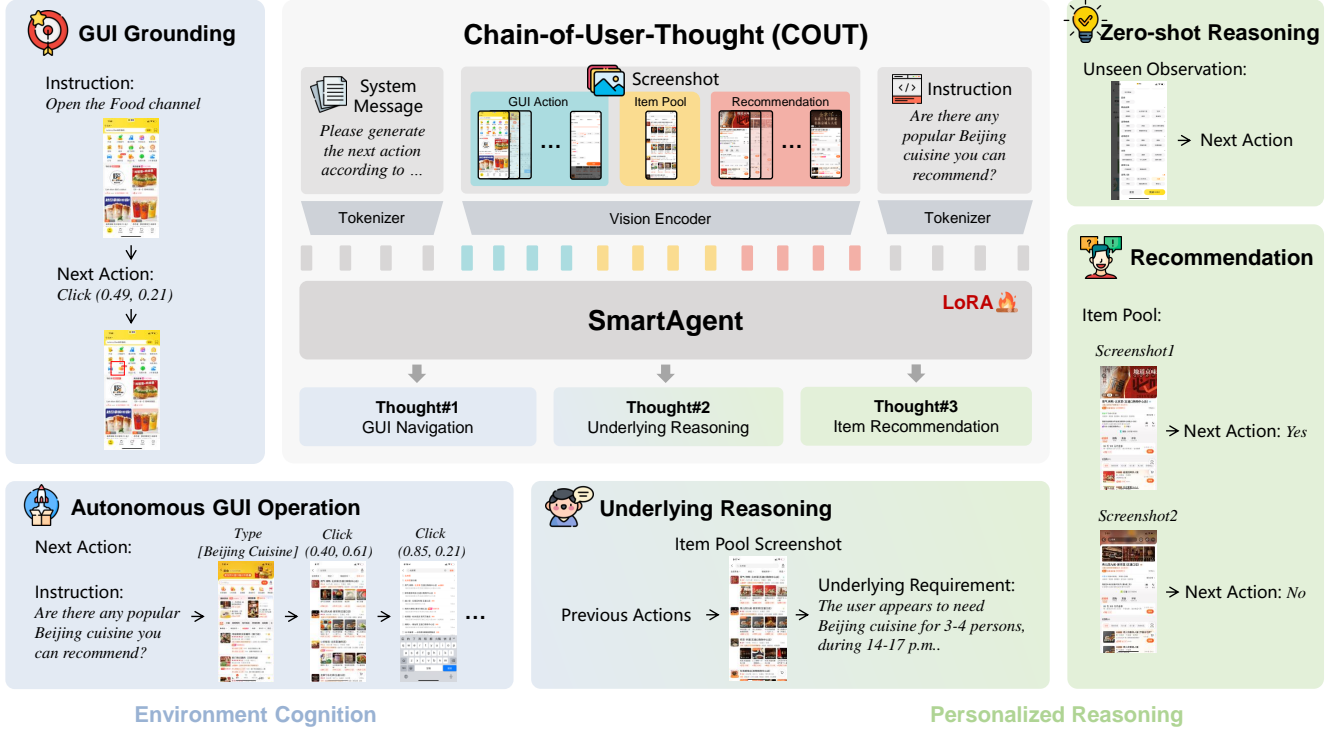 GUI Grounding
Instruction:
Open the Food channel
Next Action:
Click (0.49, 0.21)
Chain-of-User-Thought (COUT)
System
Message
Please generate
the next action
according to …
Screenshot
GUI Action
Item Pool
Recommendation
...
...
Instruction
Are there any
popular Beijing
cuisine you can
recommend?
Tokenizer
Vision Encoder
Tokenizer
SmartAgent
LoRA
Thought#1
GUI Navigation
Thought#2
Underlying Reasoning
Thought#3
Item Recommendation
Zero-shot Reasoning
Unseen Observation:
Next Action
Recommendation
Item Pool:
Screenshot1
Next Action: Yes
Screenshot2
Next Action: No
Autonomous GUI Operation
Next Action:
Type
[Beijing Cuisine]
Click
(0.40, 0.61)
Click
(0.85, 0.21)
Instruction:
Are there any popular
Beijing cuisine you
can recommend?
...
Underlying Reasoning
Item Pool Screenshot
Previous Actions
Underlying Requirement:
The user appears to need
Beijing cuisine for 3-4 persons,
during 14-17 p.m..
Environment Cognition
Personalized Reasoning